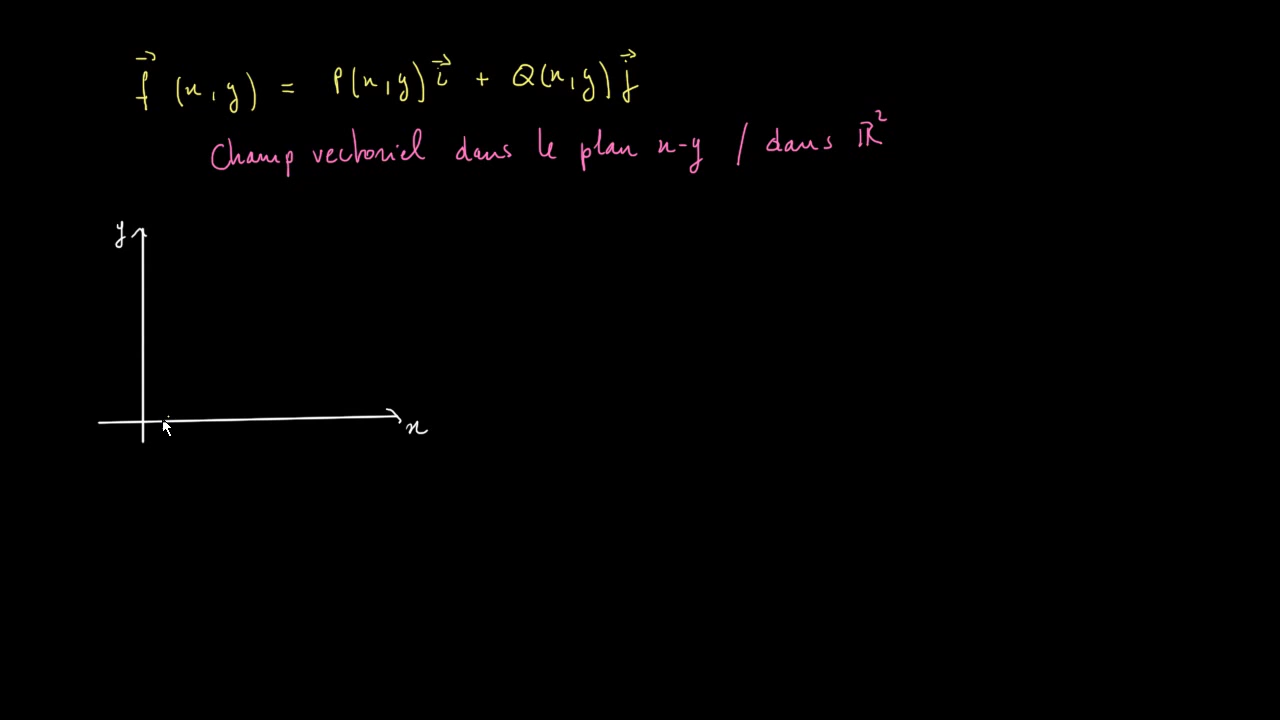 f⃗ (x, y) = P(x, y) i⃗ + Q(x, y) j⃗
Champ vectoriel dans le plan x-y / dans ℝ²
y
x